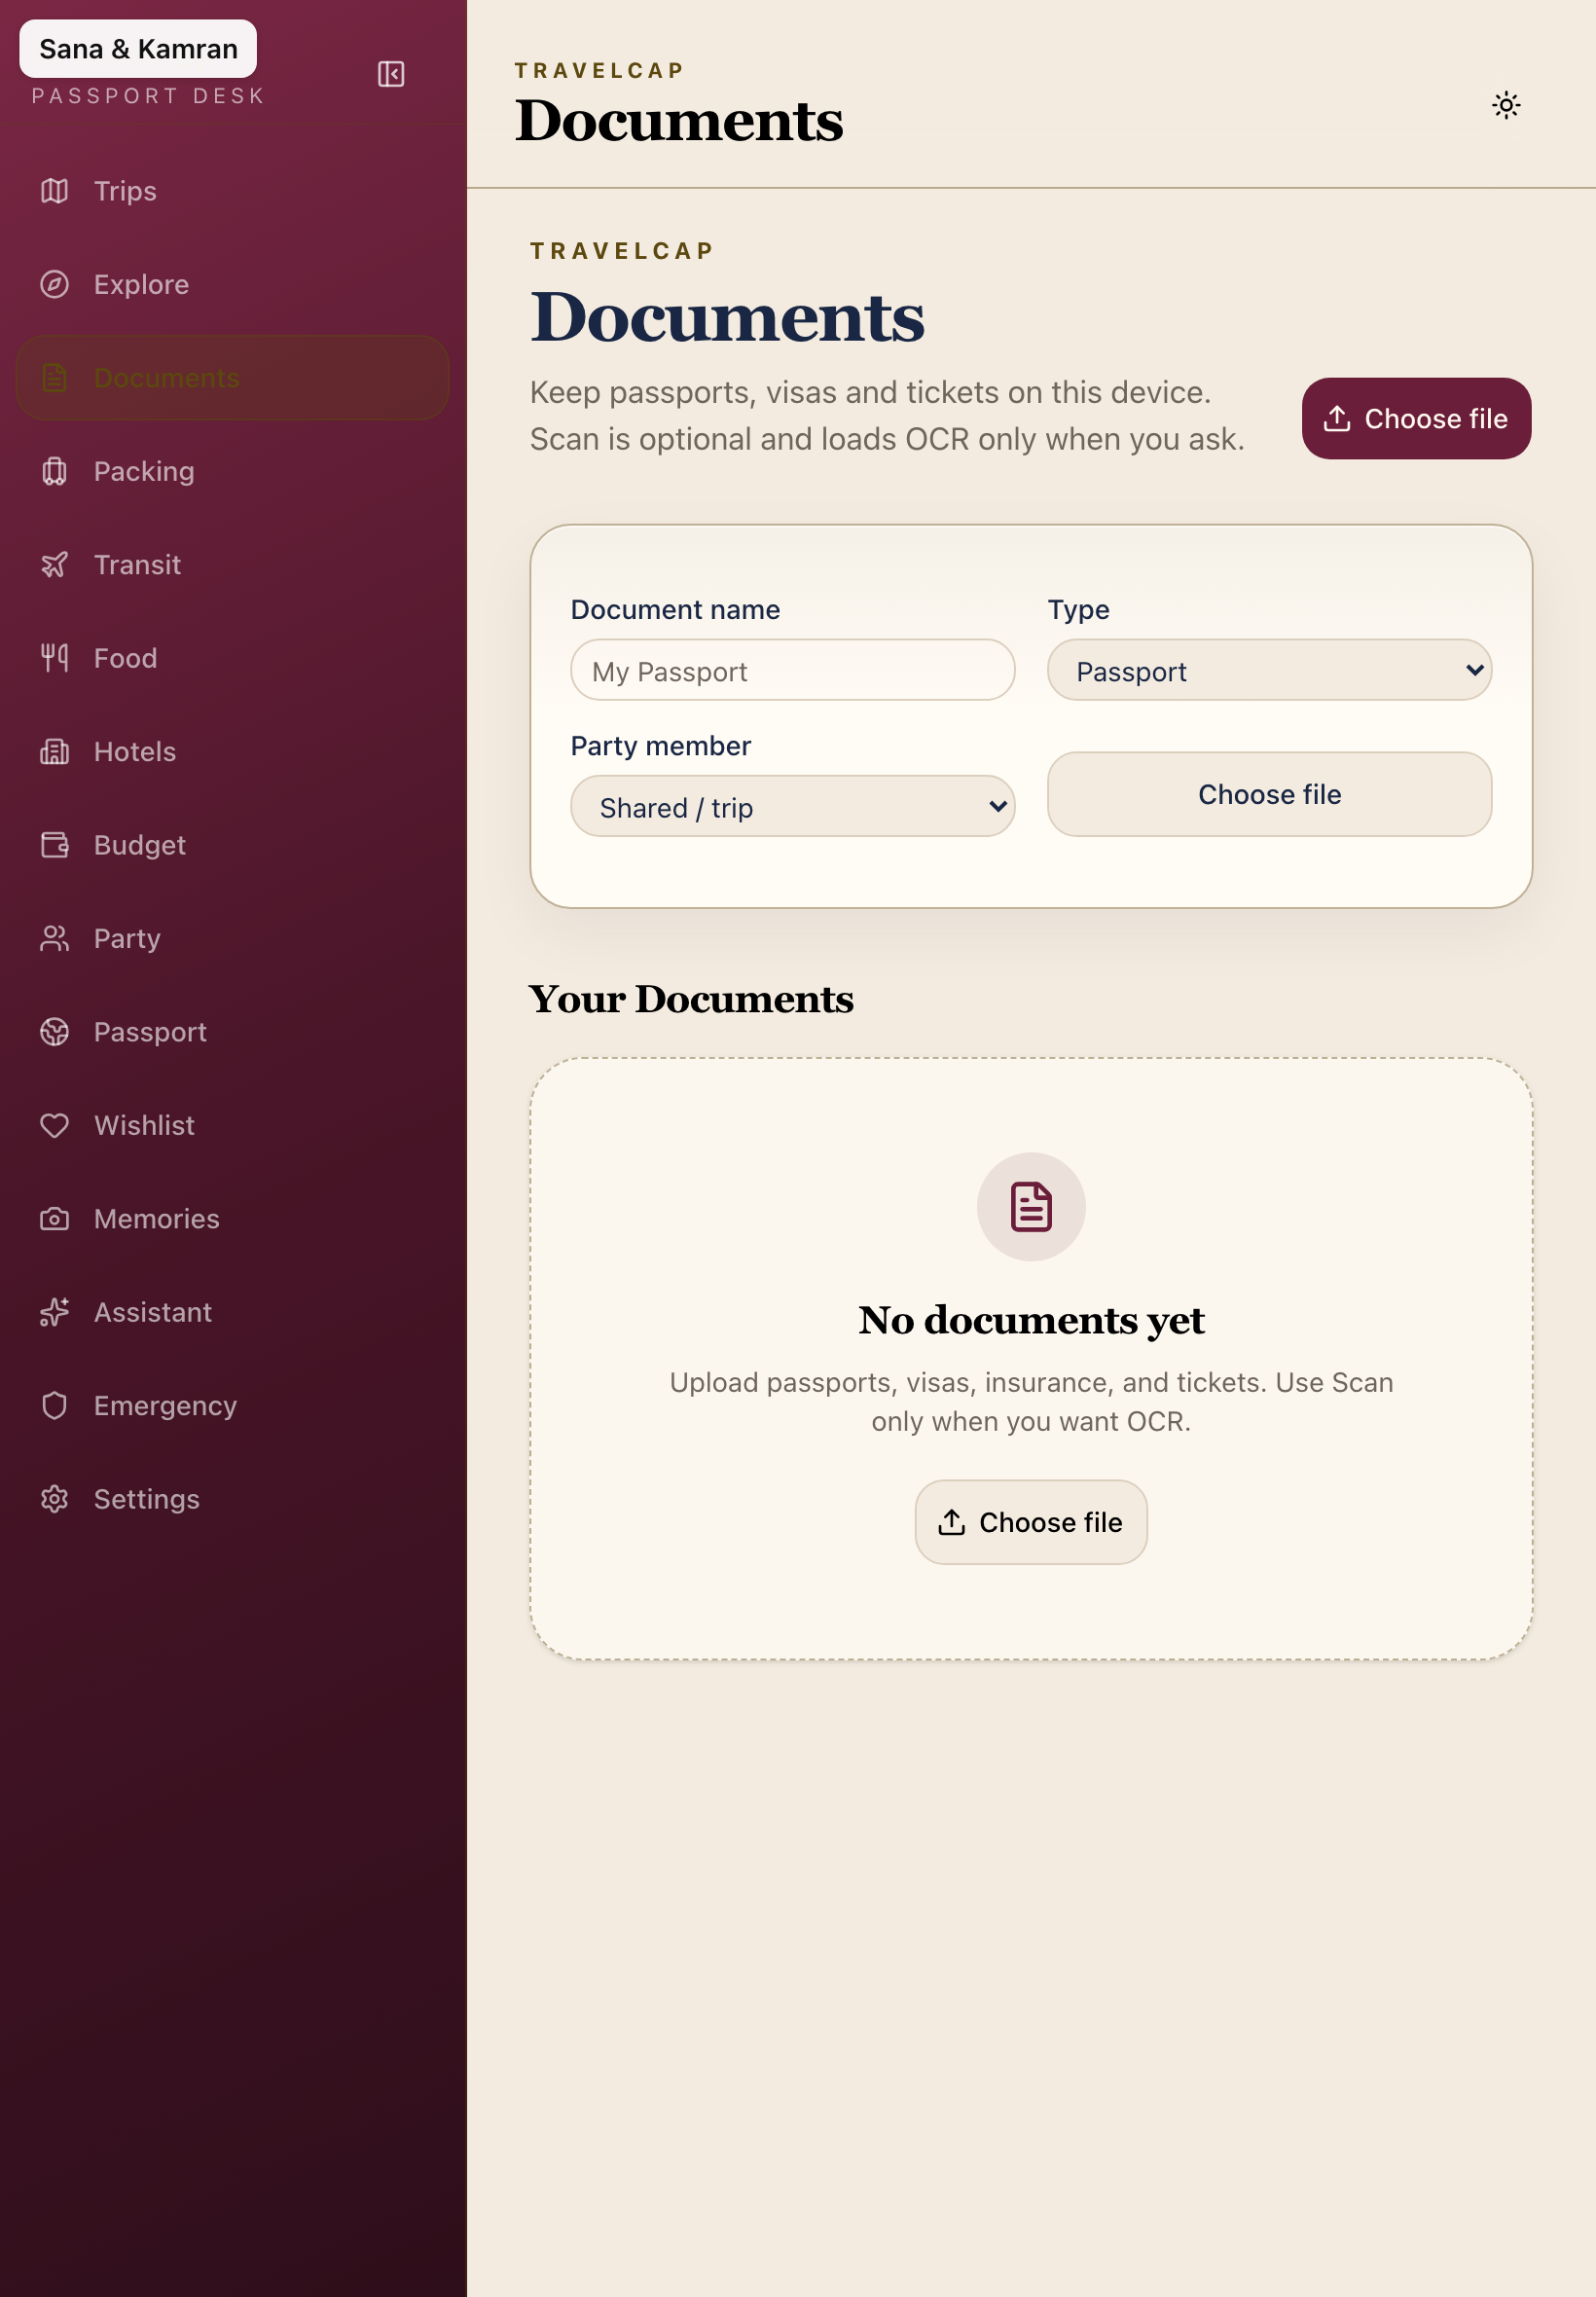 Sana & Kamran
PASSPORT DESK
Trips
Explore
Documents
Packing
Transit
Food
Hotels
Budget
Party
Passport
Wishlist
Memories
Assistant
Emergency
Settings
TRAVELCAP
Documents
TRAVELCAP
Documents
Keep passports, visas and tickets on this device.
Scan is optional and loads OCR only when you ask.
Choose file
Document name
My Passport
Type
Passport
Party member
Shared / trip
Choose file
Your Documents
No documents yet
Upload passports, visas, insurance, and tickets. Use Scan
only when you want OCR.
Choose file